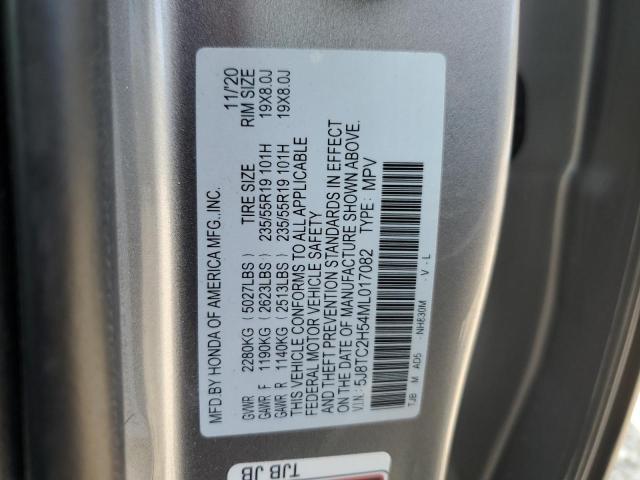 MFD.BY HONDA OF AMERICA MFG.,INC. 11/'20
GVWR 2280KG (5027LBS) TIRE SIZE RIM SIZE
GAWR F 1190KG (2623LBS) 235/55R19 101H 19X8.0J
GAWR R 1140KG (2513LBS) 235/55R19 101H 19X8.0J
THIS VEHICLE CONFORMS TO ALL APPLICABLE
FEDERAL MOTOR VEHICLE SAFETY
AND THEFT PREVENTION STANDARDS IN EFFECT
ON THE DATE OF MANUFACTURE SHOWN ABOVE.
V.I.N: 5J8TC2H54ML017082 TYPE: MPV
TJB M AD5 NH830M V - L
TJB JB